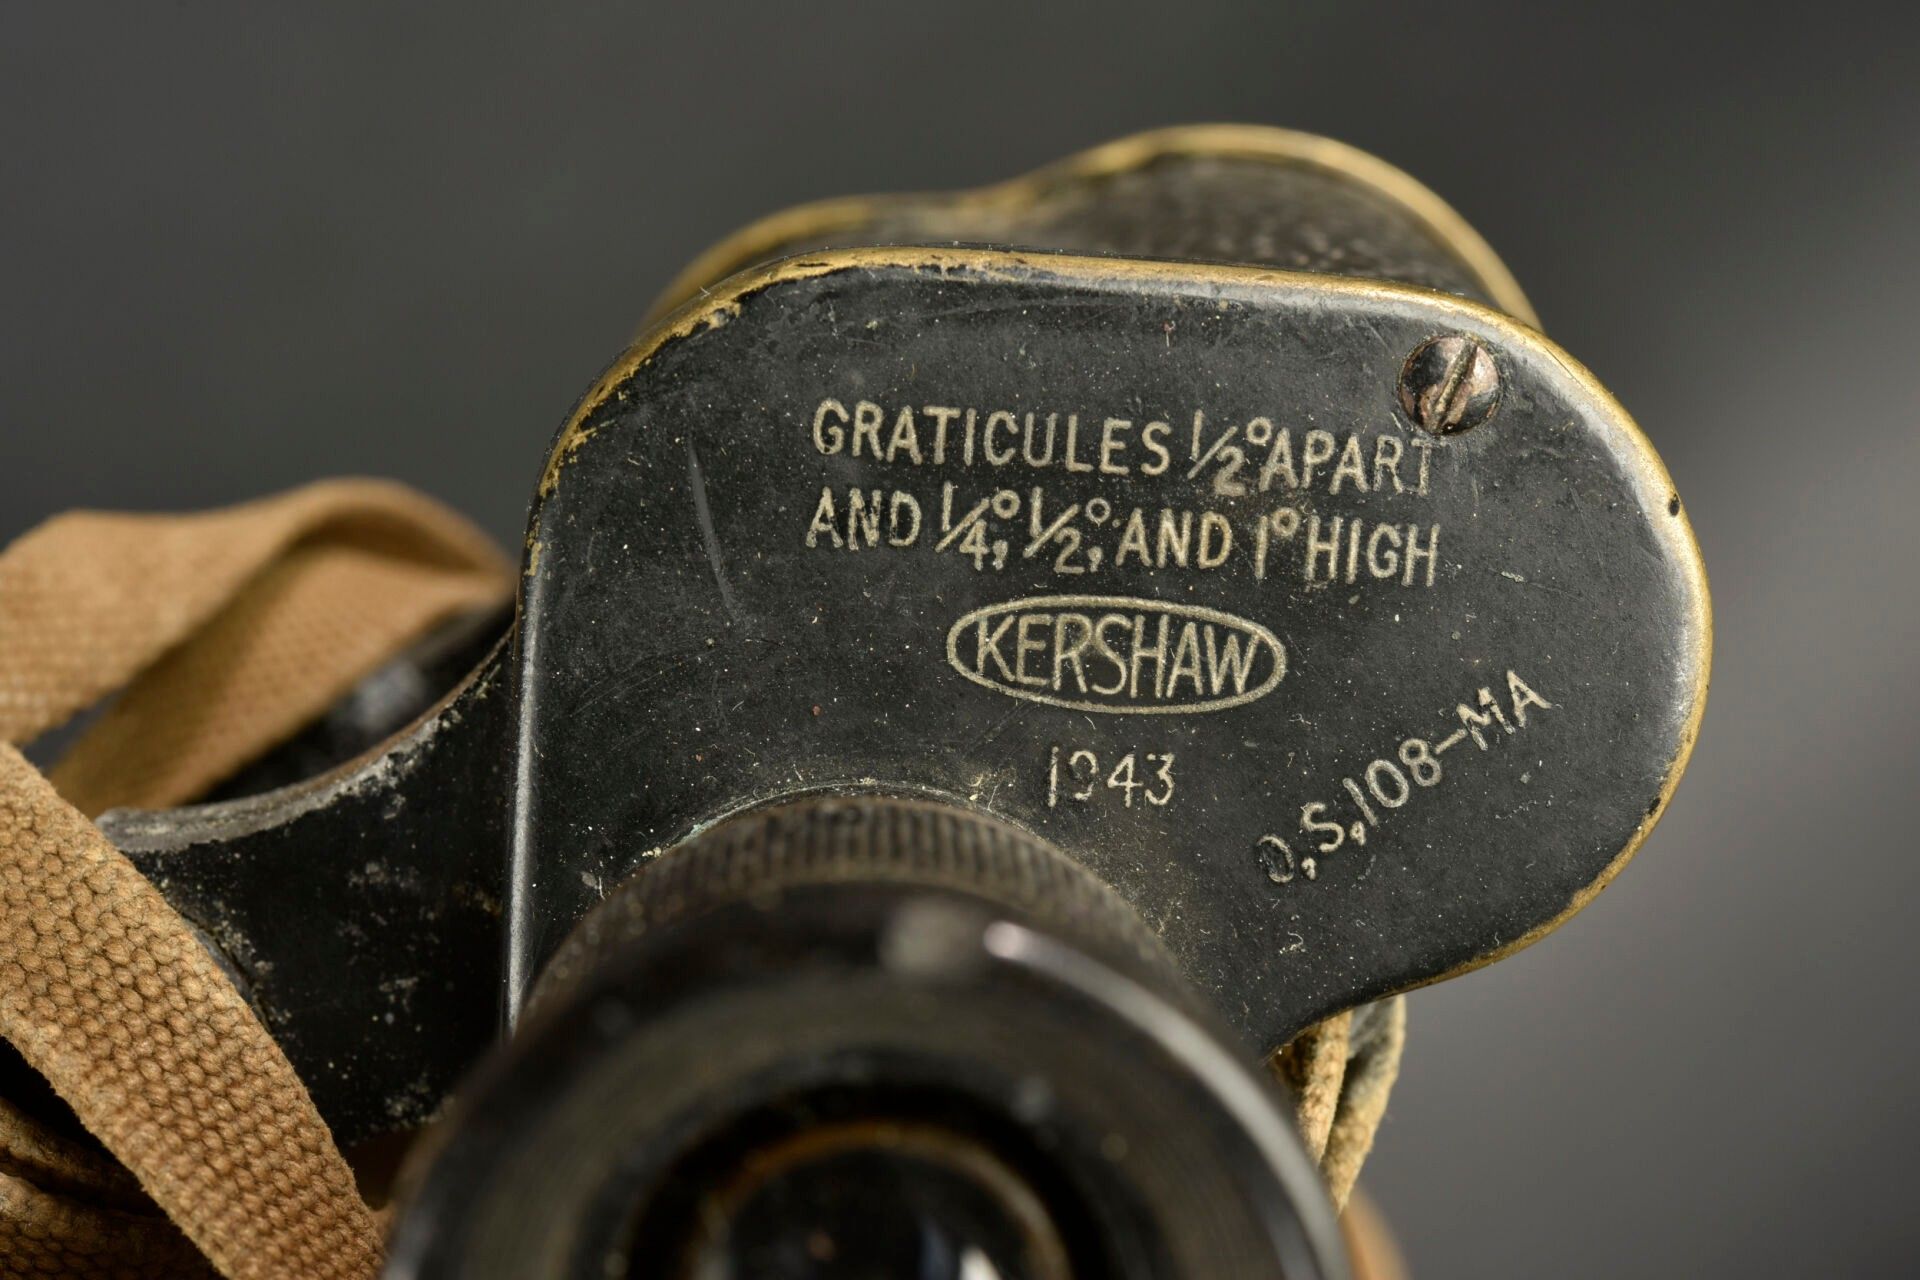 GRATICULES 1/2° APART
AND 1/4°, 1/2°, AND 1° HIGH
KERSHAW
1943
O,S,108-MA